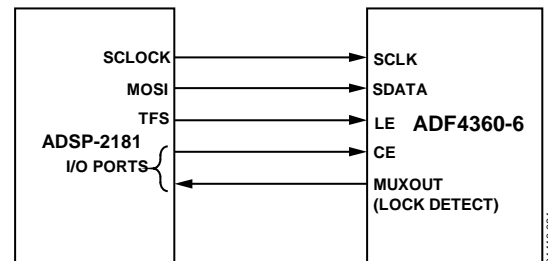 SCLOCK
MOSI
TFS
ADSP-2181
I/O PORTS
SCLK
SDATA
LE ADF4360-6
CE
MUXOUT
(LOCK DETECT)